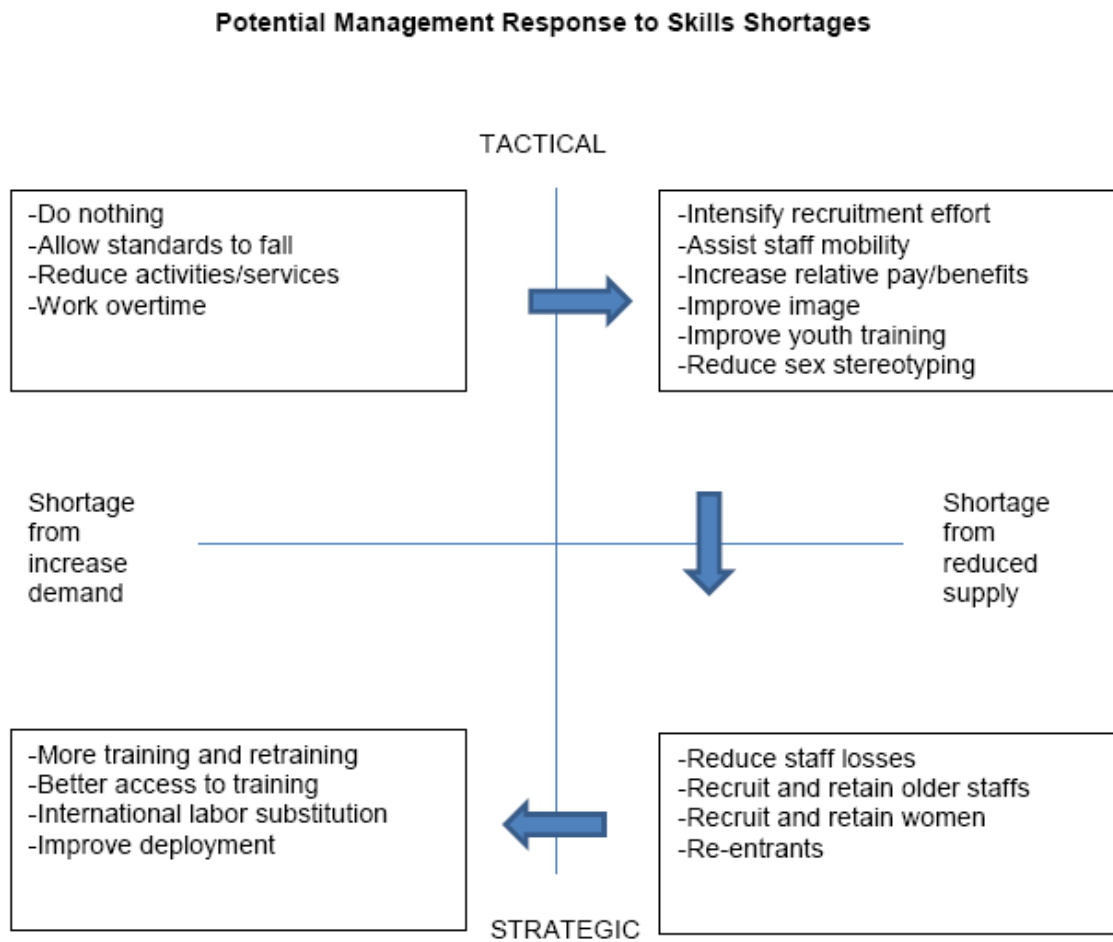 Potential Management Response to Skills Shortages
TACTICAL
-Do nothing
-Allow standards to fall
-Reduce activities/services
-Work overtime
-Intensify recruitment effort
-Assist staff mobility
-Increase relative pay/benefits
-Improve image
-Improve youth training
-Reduce sex stereotyping
Shortage
from
increase
demand
Shortage
from
reduced
supply
-More training and retraining
-Better access to training
-International labor substitution
-Improve deployment
-Reduce staff losses
-Recruit and retain older staffs
-Recruit and retain women
-Re-entrants
STRATEGIC